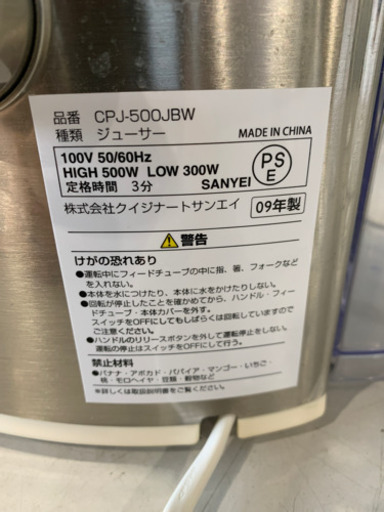 品番 CPJ-500JBW
種類 ジューサー MADE IN CHINA
100V 50/60Hz
HIGH 500W LOW 300W
定格時間 3分 SANYEI
PS
E
株式会社クイジナートサンエイ 09年製
警告
けがの恐れあり
●運転中にフィードチューブの中に指、箸、フォークなど
を入れない。
●本体を水につけたり、本体に水をかけたりしない。
●回転が停止したことを確かめてから、ハンドル・フィー
ドチューブ・本体カバーを外す。
スイッチをOFFにしてもしばらくは回転していますので
ご注意ください。
●ハンドルのリリースボタンを外して運転停止をしない。
運転の停止はスイッチをOFFにして行う。
禁止材料
●バナナ・アボカド・パパイア・マンゴー・いちご・
桃・モロヘイヤ・豆類・穀物など
※詳しくは取扱説明書をご覧ください。